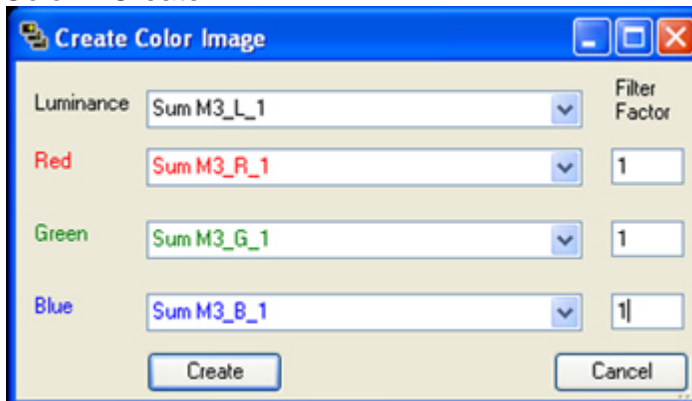 Create Color Image
Filter
Factor
Luminance Sum M3_L_1
Red Sum M3_R_1 1
Green Sum M3_G_1 1
Blue Sum M3_B_1 1
Create Cancel